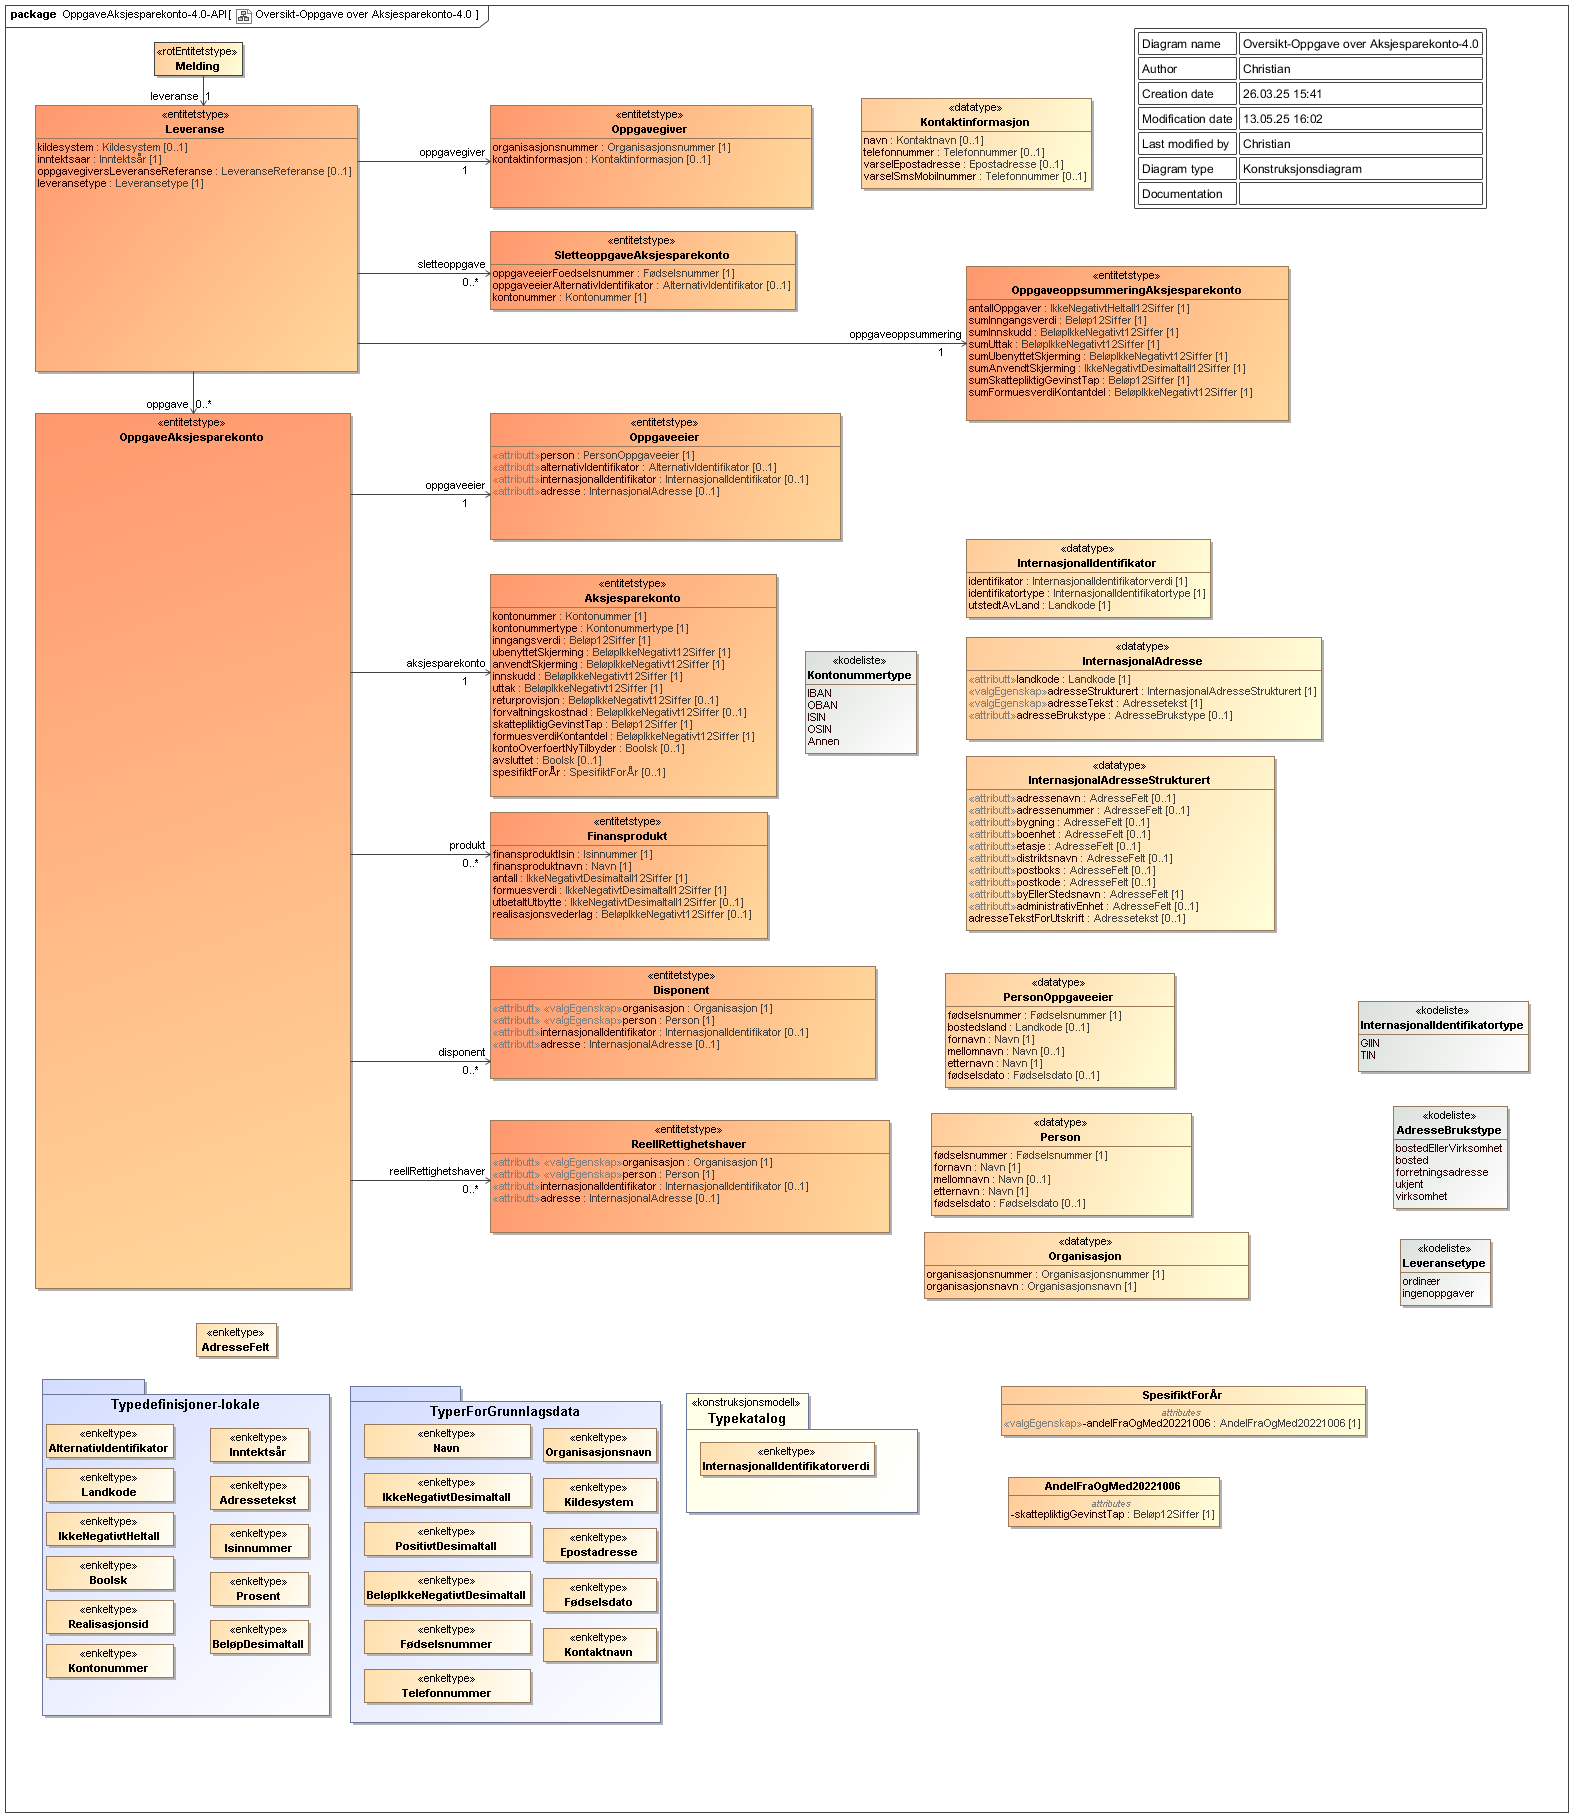 package OppgaveAksjesparekonto-4.0-API[ Oversikt-Oppgave over Aksjesparekonto-4.0 ]
«rotEntitetstype»
Melding
leveranse 1
«entitetstype»
Leveranse
kildesystem : Kildesystem [0..1]
inntektsaar : Inntektsår [1]
oppgavegiversLeveranseReferanse : LeveranseReferanse [0..1]
leveransetype : Leveransetype [1]
oppgavegiver
1
«entitetstype»
Oppgavegiver
organisasjonsnummer : Organisasjonsnummer [1]
kontaktinformasjon : Kontaktinformasjon [0..1]
«datatype»
Kontaktinformasjon
navn : Kontaktnavn [0..1]
telefonnummer : Telefonnummer [0..1]
varselEpostadresse : Epostadresse [0..1]
varselSmsMobilnummer : Telefonnummer [0..1]
Diagram name Oversikt-Oppgave over Aksjesparekonto-4.0
Author Christian
Creation date 26.03.25 15:41
Modification date 13.05.25 16:02
Last modified by Christian
Diagram type Konstruksjonsdiagram
Documentation
sletteoppgave
0..*
«entitetstype»
SletteoppgaveAksjesparekonto
oppgaveeierFoedselsnummer : Fødselsnummer [1]
oppgaveeierAlternativIdentifikator : AlternativIdentifikator [0..1]
kontonummer : Kontonummer [1]
oppgaveoppsummering
1
«entitetstype»
OppgaveoppsummeringAksjesparekonto
antallOppgaver : IkkeNegativtHeltall12Siffer [1]
sumInngangsverdi : Beløp12Siffer [1]
sumInnskudd : BeløpIkkeNegativt12Siffer [1]
sumUttak : BeløpIkkeNegativt12Siffer [1]
sumUbenyttetSkjerming : BeløpIkkeNegativt12Siffer [1]
sumAnvendtSkjerming : IkkeNegativtDesimaltall12Siffer [1]
sumSkattepliktigGevinstTap : Beløp12Siffer [1]
sumFormuesverdiKontantdel : BeløpIkkeNegativt12Siffer [1]
oppgave 0..*
«entitetstype»
OppgaveAksjesparekonto
oppgaveeier
1
«entitetstype»
Oppgaveeier
«attributt»person : PersonOppgaveeier [1]
«attributt»alternativIdentifikator : AlternativIdentifikator [0..1]
«attributt»internasjonalIdentifikator : InternasjonalIdentifikator [0..1]
«attributt»adresse : InternasjonalAdresse [0..1]
aksjesparekonto
1
«entitetstype»
Aksjesparekonto
kontonummer : Kontonummer [1]
kontonummertype : Kontonummertype [1]
inngangsverdi : Beløp12Siffer [1]
ubenyttetSkjerming : BeløpIkkeNegativt12Siffer [1]
anvendtSkjerming : BeløpIkkeNegativt12Siffer [1]
innskudd : BeløpIkkeNegativt12Siffer [1]
uttak : BeløpIkkeNegativt12Siffer [1]
returprovisjon : BeløpIkkeNegativt12Siffer [0..1]
forvaltningskostnad : BeløpIkkeNegativt12Siffer [0..1]
skattepliktigGevinstTap : Beløp12Siffer [1]
formuesverdiKontantdel : BeløpIkkeNegativt12Siffer [1]
kontoOverfoertNyTilbyder : Boolsk [0..1]
avsluttet : Boolsk [0..1]
spesifiktForÅr : SpesifiktForÅr [0..1]
«kodeliste»
Kontonummertype
IBAN
OBAN
ISIN
OSIN
Annen
«datatype»
InternasjonalIdentifikator
identifikator : InternasjonalIdentifikatorverdi [1]
identifikatortype : InternasjonalIdentifikatortype [1]
utstedtAvLand : Landkode [1]
«datatype»
InternasjonalAdresse
«attributt»landkode : Landkode [1]
«valgEgenskap»adresseStrukturert : InternasjonalAdresseStrukturert [1]
«valgEgenskap»adresseTekst : Adressetekst [1]
«attributt»adresseBrukstype : AdresseBrukstype [0..1]
«datatype»
InternasjonalAdresseStrukturert
«attributt»adressenavn : AdresseFelt [0..1]
«attributt»adressenummer : AdresseFelt [0..1]
«attributt»bygning : AdresseFelt [0..1]
«attributt»boenhet : AdresseFelt [0..1]
«attributt»etasje : AdresseFelt [0..1]
«attributt»distriktsnavn : AdresseFelt [0..1]
«attributt»postboks : AdresseFelt [0..1]
«attributt»postkode : AdresseFelt [0..1]
«attributt»byEllerStedsnavn : AdresseFelt [1]
«attributt»administrativEnhet : AdresseFelt [0..1]
adresseTekstForUtskrift : Adressetekst [0..1]
produkt
0..*
«entitetstype»
Finansprodukt
finansproduktIsin : Isinnummer [1]
finansproduktnavn : Navn [1]
antall : IkkeNegativtDesimaltall12Siffer [1]
formuesverdi : IkkeNegativtDesimaltall12Siffer [1]
utbetaltUtbytte : IkkeNegativtDesimaltall12Siffer [0..1]
realisasjonsvederlag : BeløpIkkeNegativt12Siffer [0..1]
disponent
0..*
«entitetstype»
Disponent
«attributt» «valgEgenskap»organisasjon : Organisasjon [1]
«attributt» «valgEgenskap»person : Person [1]
«attributt»internasjonalIdentifikator : InternasjonalIdentifikator [0..1]
«attributt»adresse : InternasjonalAdresse [0..1]
«datatype»
PersonOppgaveeier
fødselsnummer : Fødselsnummer [1]
bostedsland : Landkode [0..1]
fornavn : Navn [1]
mellomnavn : Navn [0..1]
etternavn : Navn [1]
fødselsdato : Fødselsdato [0..1]
«kodeliste»
InternasjonalIdentifikatortype
GIIN
TIN
reellRettighetshaver
0..*
«entitetstype»
ReellRettighetshaver
«attributt» «valgEgenskap»organisasjon : Organisasjon [1]
«attributt» «valgEgenskap»person : Person [1]
«attributt»internasjonalIdentifikator : InternasjonalIdentifikator [0..1]
«attributt»adresse : InternasjonalAdresse [0..1]
«datatype»
Person
fødselsnummer : Fødselsnummer [1]
fornavn : Navn [1]
mellomnavn : Navn [0..1]
etternavn : Navn [1]
fødselsdato : Fødselsdato [0..1]
«kodeliste»
AdresseBrukstype
bostedEllerVirksomhet
bosted
forretningsadresse
ukjent
virksomhet
«datatype»
Organisasjon
organisasjonsnummer : Organisasjonsnummer [1]
organisasjonsnavn : Organisasjonsnavn [1]
«kodeliste»
Leveransetype
ordinær
ingenoppgaver
«enkeltype»
AdresseFelt
Typedefinisjoner-lokale
«enkeltype»
AlternativIdentifikator
«enkeltype»
Landkode
«enkeltype»
IkkeNegativtHeltall
«enkeltype»
Boolsk
«enkeltype»
Realisasjonsid
«enkeltype»
Kontonummer
«enkeltype»
Inntektsår
«enkeltype»
Adressetekst
«enkeltype»
Isinnummer
«enkeltype»
Prosent
«enkeltype»
BeløpDesimaltall
TyperForGrunnlagsdata
«enkeltype»
Navn
«enkeltype»
IkkeNegativtDesimaltall
«enkeltype»
PositivtDesimaltall
«enkeltype»
BeløpIkkeNegativtDesimaltall
«enkeltype»
Fødselsnummer
«enkeltype»
Telefonnummer
«enkeltype»
Organisasjonsnavn
«enkeltype»
Kildesystem
«enkeltype»
Epostadresse
«enkeltype»
Fødselsdato
«enkeltype»
Kontaktnavn
«konstruksjonsmodell»
Typekatalog
«enkeltype»
InternasjonalIdentifikatorverdi
SpesifiktForÅr
attributes
«valgEgenskap»-andelFraOgMed20221006 : AndelFraOgMed20221006 [1]
AndelFraOgMed20221006
attributes
-skattepliktigGevinstTap : Beløp12Siffer [1]